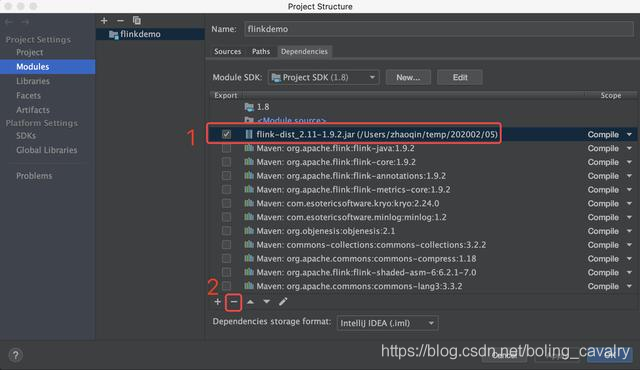 Project Structure
Name: flinkdemo
flinkdemo
Project Settings
Project
Modules
Libraries
Facets
Artifacts
Platform Settings
SDKs
Global Libraries
Problems
Sources Paths Dependencies
Module SDK: Project SDK (1.8) New... Edit
Export Scope
1.8
<Module source>
1
flink-dist_2.11-1.9.2.jar (/Users/zhaoqin/temp/202002/05) Compile
Maven: org.apache.flink:flink-java:1.9.2 Compile
Maven: org.apache.flink:flink-core:1.9.2 Compile
Maven: org.apache.flink:flink-annotations:1.9.2 Compile
Maven: org.apache.flink:flink-metrics-core:1.9.2 Compile
Maven: com.esotericsoftware.kryo:kryo:2.24.0 Compile
Maven: com.esotericsoftware.minlog:minlog:1.2 Compile
Maven: org.objenesis:objenesis:2.1 Compile
Maven: commons-collections:commons-collections:3.2.2 Compile
Maven: org.apache.commons:commons-compress:1.18 Compile
Maven: org.apache.flink:flink-shaded-asm-6:6.2.1-7.0 Compile
Maven: org.apache.commons:commons-lang3:3.3.2 Compile
2
Dependencies storage format: IntelliJ IDEA (.iml)
https://blog.csdn.net/boling_cavalry
? Cancel Apply OK